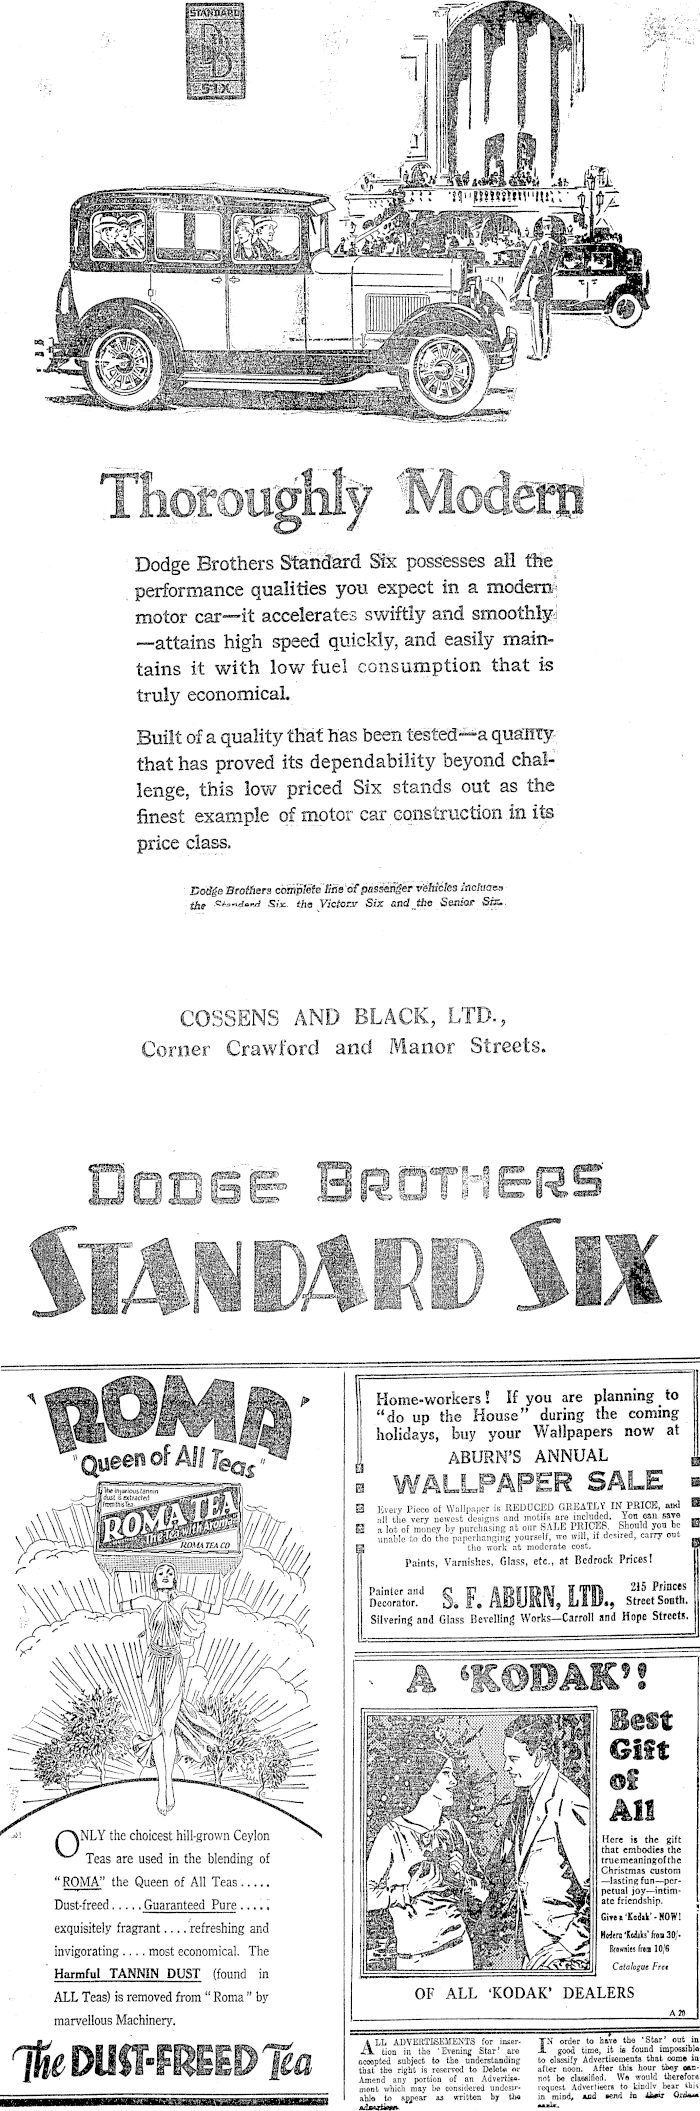 STANDARD
DB
SIX
Thoroughly Modern
Dodge Brothers Standard Six possesses all the
performance qualities you expect in a modern
motor car—it accelerates swiftly and smoothly
—attains high speed quickly, and easily main-
tains it with low fuel consumption that is
truly economical.
Built of a quality that has been tested—a quality
that has proved its dependability beyond chal-
lenge, this low priced Six stands out as the
finest example of motor car construction in its
price class.
Dodge Brothers complete line of passenger vehicles includes
the Standard Six, the Victory Six and the Senior Six.
COSSENS AND BLACK, LTD.,
Corner Crawford and Manor Streets.
DODGE BROTHERS
STANDARD SIX
'ROMA'
"Queen of All Teas"
The injurious tannin
dust is extracted
from this Tea
ROMA TEA
The Tea with Aroma
ROMA TEA CO
ONLY the choicest hill-grown Ceylon
Teas are used in the blending of
"ROMA" the Queen of All Teas .....
Dust-freed ..... Guaranteed Pure .....
exquisitely fragrant .... refreshing and
invigorating .... most economical. The
Harmful TANNIN DUST (found in
ALL Teas) is removed from "Roma" by
marvellous Machinery.
The DUST-FREED Tea
Home-workers! If you are planning to
"do up the House" during the coming
holidays, buy your Wallpapers now at
ABURN'S ANNUAL
WALLPAPER SALE
Every Piece of Wallpaper is REDUCED GREATLY IN PRICE, and
all the very newest designs and motifs are included. You can save
a lot of money by purchasing at our SALE PRICES. Should you be
unable to do the paperhanging yourself, we will, if desired, carry out
the work at moderate cost.
Paints, Varnishes, Glass, etc., at Bedrock Prices!
Painter and
Decorator.
S. F. ABURN, LTD.,
215 Princes
Street South.
Silvering and Glass Bevelling Works—Carroll and Hope Streets.
A 'KODAK'!
Best
Gift
of
All
Here is the gift
that embodies the
true meaning of the
Christmas custom
—lasting fun—per-
petual joy—intim-
ate friendship.
Give a 'Kodak' - NOW!
Modern 'Kodaks' from 30/-
Brownies from 10/6
Catalogue Free
OF ALL 'KODAK' DEALERS
A 20
ALL ADVERTISEMENTS for inser-
tion in the 'Evening Star' are
accepted subject to the understanding
that the right is reserved to Delete or
Amend any portion of an Advertise-
ment which may be considered undesir-
able to appear as written by the
advertiser.
IN order to have the 'Star' out in
good time, it is found impossible
to classify Advertisements that come in
after noon. After this hour they can-
not be classified. We would therefore
request Advertisers to kindly bear this
in mind, and send in their Orders
early.